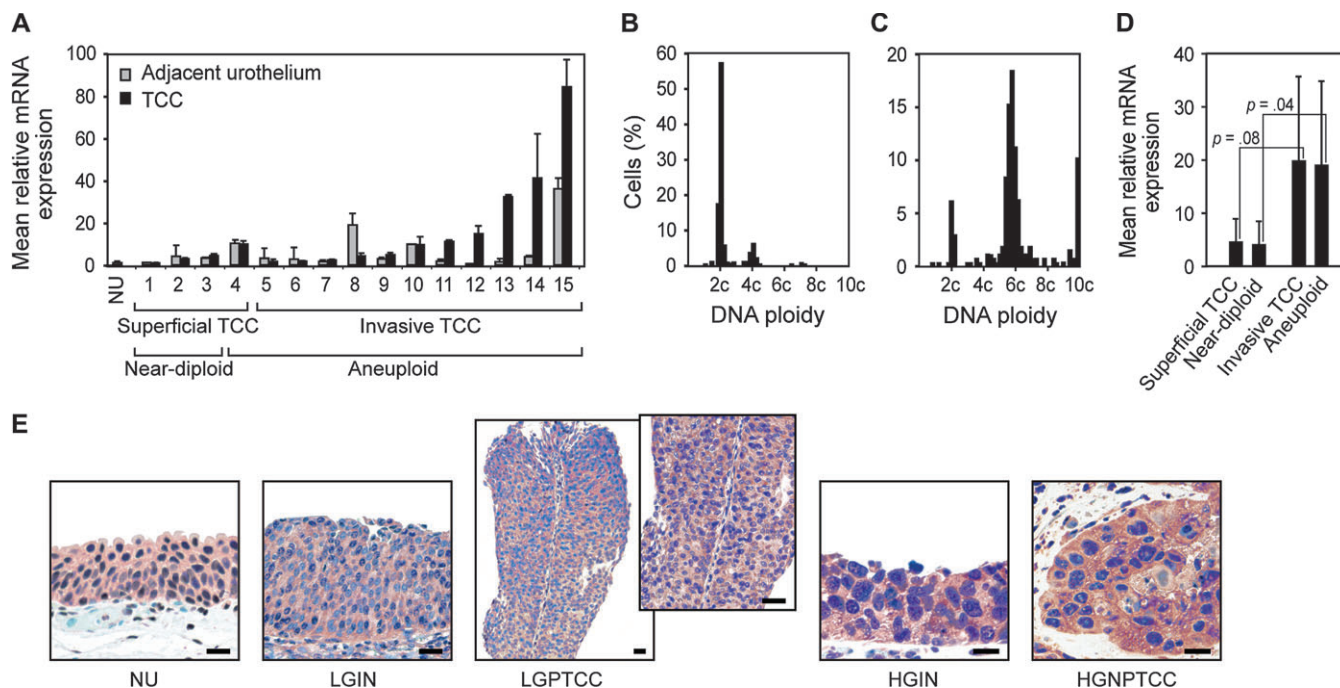 A
Mean relative mRNA
expression
100
80
60
40
20
0
Adjacent urothelium
TCC
NU 1 2 3 4 5 6 7 8 9 10 11 12 13 14 15
Superficial TCC Invasive TCC
Near-diploid Aneuploid
B
Cells (%)
60
50
40
30
20
10
0
2c 4c 6c 8c 10c
DNA ploidy
C
20
15
10
5
0
2c 4c 6c 8c 10c
DNA ploidy
D
Mean relative mRNA
expression
40
30
20
10
0
p = .04
p = .08
Superficial TCC
Near-diploid
Invasive TCC
Aneuploid
E
NU LGIN LGPTCC HGIN HGNPTCC